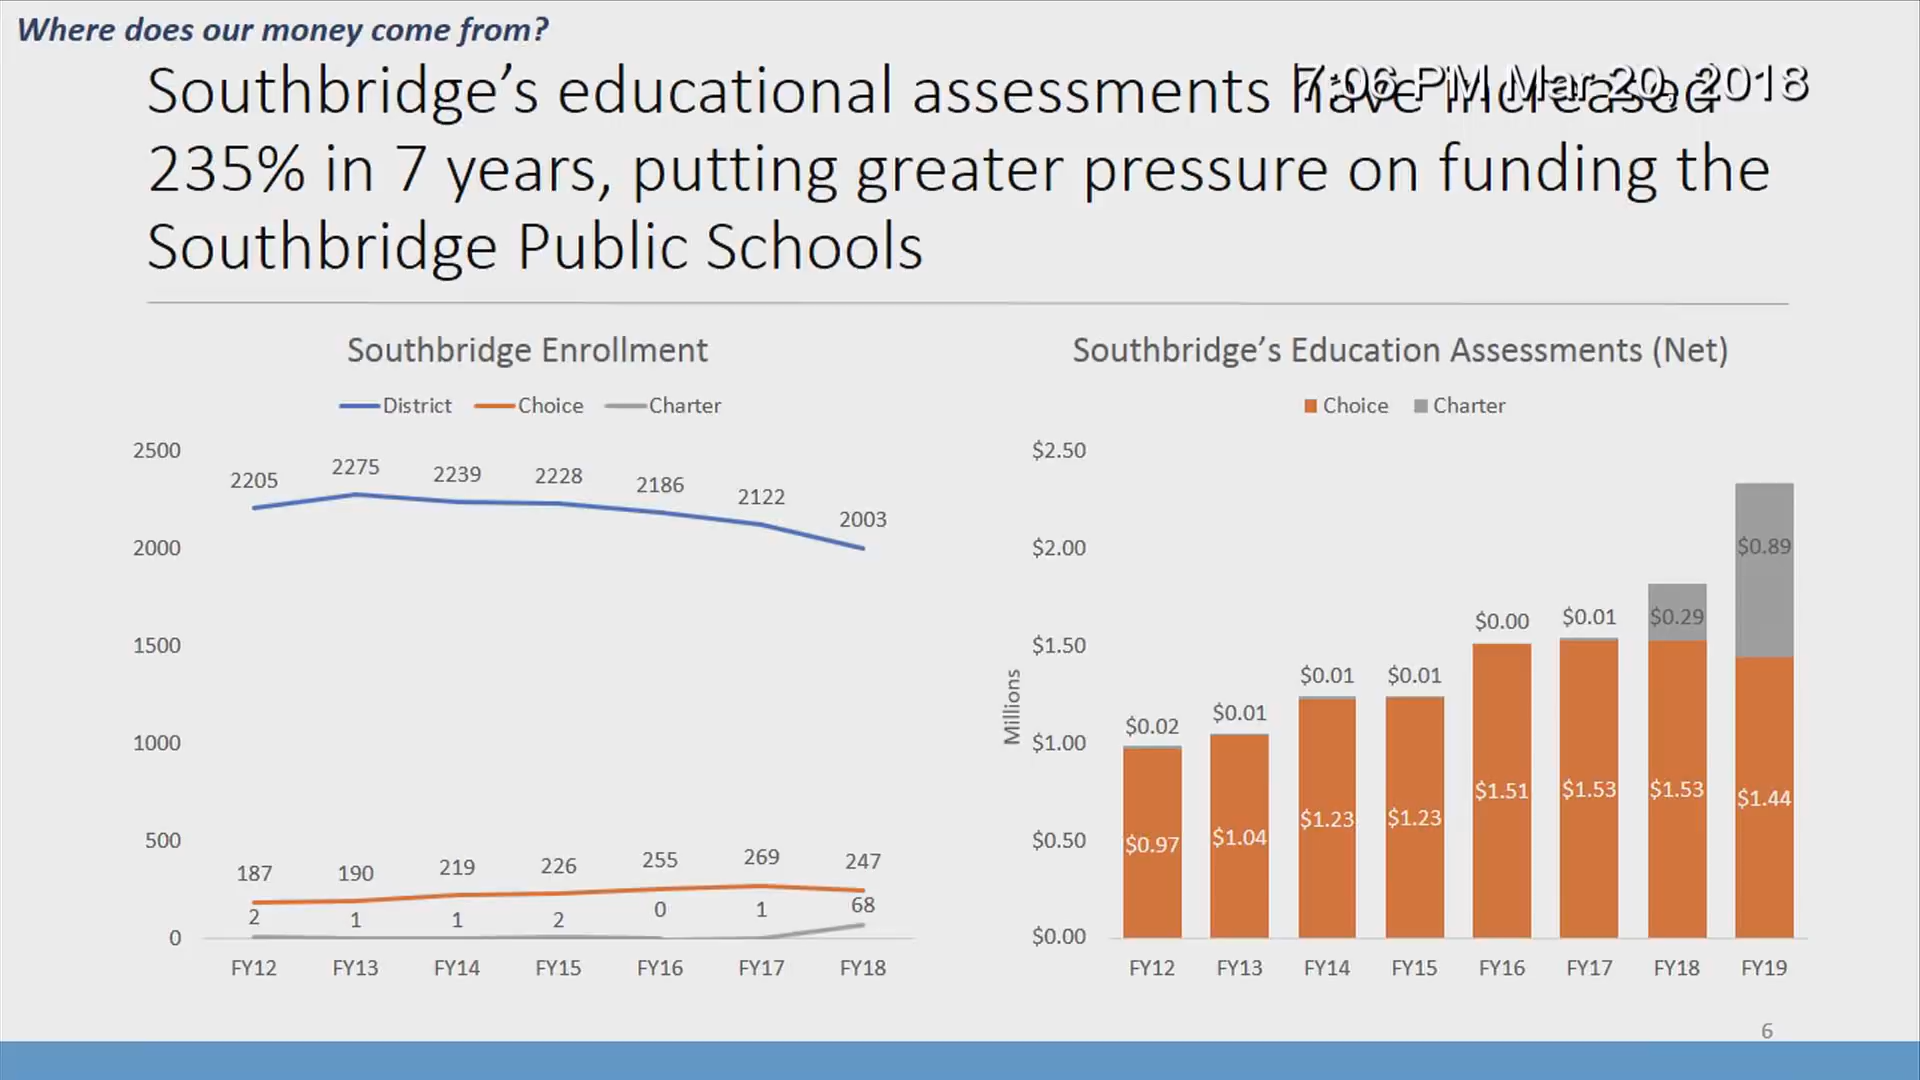 Where does our money come from?
Southbridge's educational assessments have increased
7:06 PM Mar 20, 2018
235% in 7 years, putting greater pressure on funding the
Southbridge Public Schools
Southbridge Enrollment
District Choice Charter
2500
2000
1500
1000
500
0
2205 2275 2239 2228 2186 2122 2003
187 190 219 226 255 269 247
2 1 1 2 0 1 68
FY12 FY13 FY14 FY15 FY16 FY17 FY18
Southbridge's Education Assessments (Net)
Choice Charter
Millions
$2.50
$2.00
$1.50
$1.00
$0.50
$0.00
$0.02 $0.01 $0.01 $0.01 $0.00 $0.01 $0.29 $0.89
$0.97 $1.04 $1.23 $1.23 $1.51 $1.53 $1.53 $1.44
FY12 FY13 FY14 FY15 FY16 FY17 FY18 FY19
6